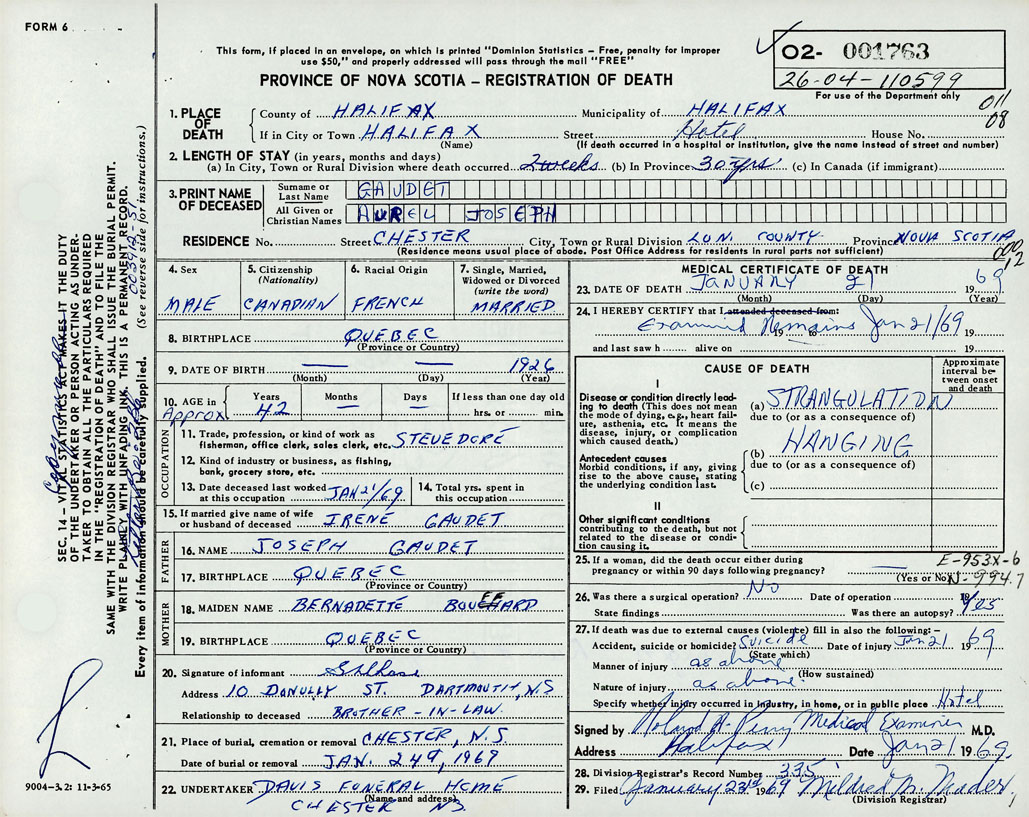 FORM 6
This form, if placed in an envelope, on which is printed "Dominion Statistics – Free, penalty for improper
use $50," and properly addressed will pass through the mail "FREE"
PROVINCE OF NOVA SCOTIA – REGISTRATION OF DEATH
02- 001763
26-04-110599
For use of the Department only
011
08
1. PLACE OF DEATH
County of HALIFAX Municipality of HALIFAX
If in City or Town HALIFAX Street Hotel House No.
(Name) (If death occurred in a hospital or institution, give the name instead of street and number)
2. LENGTH OF STAY (in years, months and days)
(a) In City, Town or Rural Division where death occurred 2 weeks (b) In Province 30 yrs (c) In Canada (if immigrant)
3. PRINT NAME OF DECEASED
Surname or Last Name GAUDET
All Given or Christian Names AUREL JOSEPH
RESIDENCE No. Street CHESTER City, Town or Rural Division LUN. COUNTY Province NOVA SCOTIA
(Residence means usual place of abode. Post Office Address for residents in rural parts not sufficient)
4. Sex
MALE
5. Citizenship
(Nationality)
CANADIAN
6. Racial Origin
FRENCH
7. Single, Married,
Widowed or Divorced
(write the word)
MARRIED
8. BIRTHPLACE QUEBEC
(Province or Country)
9. DATE OF BIRTH — — 1926
(Month) (Day) (Year)
10. AGE in Years Months Days If less than one day old
Approx 42 — — hrs. or min.
OCCUPATION
11. Trade, profession, or kind of work as
fisherman, office clerk, sales clerk, etc. STEVEDORE
12. Kind of industry or business, as fishing,
bank, grocery store, etc.
13. Date deceased last worked
at this occupation JAN 21/69
14. Total yrs. spent in
this occupation
15. If married give name of wife
or husband of deceased IRENE GAUDET
FATHER
16. NAME JOSEPH GAUDET
17. BIRTHPLACE QUEBEC
(Province or Country)
MOTHER
18. MAIDEN NAME BERNADETTE
19. BIRTHPLACE QUEBEC
(Province or Country)
20. Signature of informant
Address 10 DONULLY ST. DARTMOUTH, N.S
Relationship to deceased BROTHER-IN-LAW
21. Place of burial, cremation or removal CHESTER, N.S.
Date of burial or removal JAN. 24th, 1969
22. UNDERTAKER DAVIS FUNERAL HOME
(Name and address)
CHESTER N.S.
MEDICAL CERTIFICATE OF DEATH
23. DATE OF DEATH JANUARY 21 1969
(Month) (Day) (Year)
24. I HEREBY CERTIFY that I attended deceased from:
Examined Remains Jan 21/69
19 to 19
and last saw h alive on 19
CAUSE OF DEATH
Approximate
interval between
onset
and death
I
Disease or condition directly leading
to death (This does not mean
the mode of dying, e.g., heart failure,
asthenia, etc. It means the
disease, injury, or complication
which caused death.)
(a) STRANGULATION
due to (or as a consequence of)
Antecedent causes
Morbid conditions, if any, giving
rise to the above cause, stating
the underlying condition last.
(b) HANGING
due to (or as a consequence of)
(c)
II
Other significant conditions
contributing to the death, but not
related to the disease or condition
causing it.
25. If a woman, did the death occur either during
pregnancy or within 90 days following pregnancy? —
(Yes or No)
E-953X-6
N-994.7
26. Was there a surgical operation? No Date of operation 19
State findings Was there an autopsy? Yes
27. If death was due to external causes (violence) fill in also the following:–
Accident, suicide or homicide? Suicide Date of injury Jan 21 1969
(State which)
Manner of injury as above
(How sustained)
Nature of injury as above
Specify whether injury occurred in industry, in home, or in public place Hotel
Signed by Roland H. Perry Medical Examiner M.D.
Address Halifax Date Jan 21 1969
28. Division Registrar's Record Number 335
29. Filed January 23rd 1969 Mildred B. Mader
(Division Registrar)
SEC. 14 – VITAL STATISTICS ACT MAKES IT THE DUTY
OF THE UNDERTAKER OR PERSON ACTING AS UNDERTAKER
TO OBTAIN ALL THE PARTICULARS REQUIRED
IN THE "REGISTRATION OF DEATH" AND TO FILE THE
SAME WITH THE DIVISION REGISTRAR WHO SHALL ISSUE THE BURIAL PERMIT.
WRITE PLAINLY WITH UNFADING INK. THIS IS A PERMANENT RECORD.
Every item of information should be carefully supplied. (See reverse side for instructions.)
9004-3.2: 11-3-65